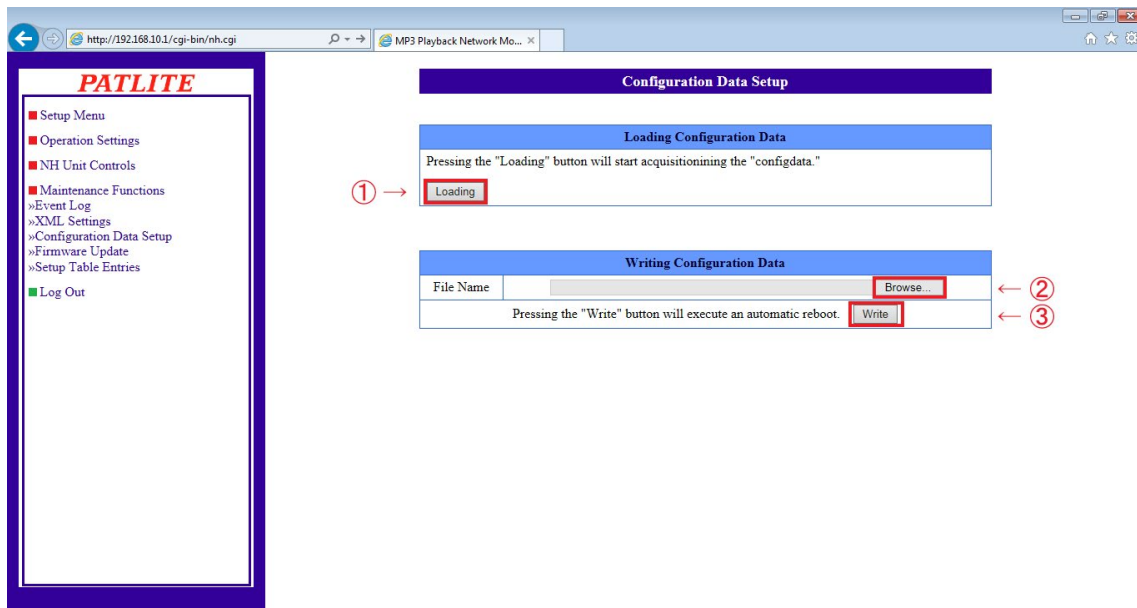 http://192.168.10.1/cgi-bin/nh.cgi
MP3 Playback Network Mo...
PATLITE
Setup Menu
Operation Settings
NH Unit Controls
Maintenance Functions
»Event Log
»XML Settings
»Configuration Data Setup
»Firmware Update
»Setup Table Entries
Log Out
Configuration Data Setup
Loading Configuration Data
Pressing the "Loading" button will start acquisitionining the "configdata."
① → Loading
Writing Configuration Data
File Name Browse... ← ②
Pressing the "Write" button will execute an automatic reboot. Write ← ③